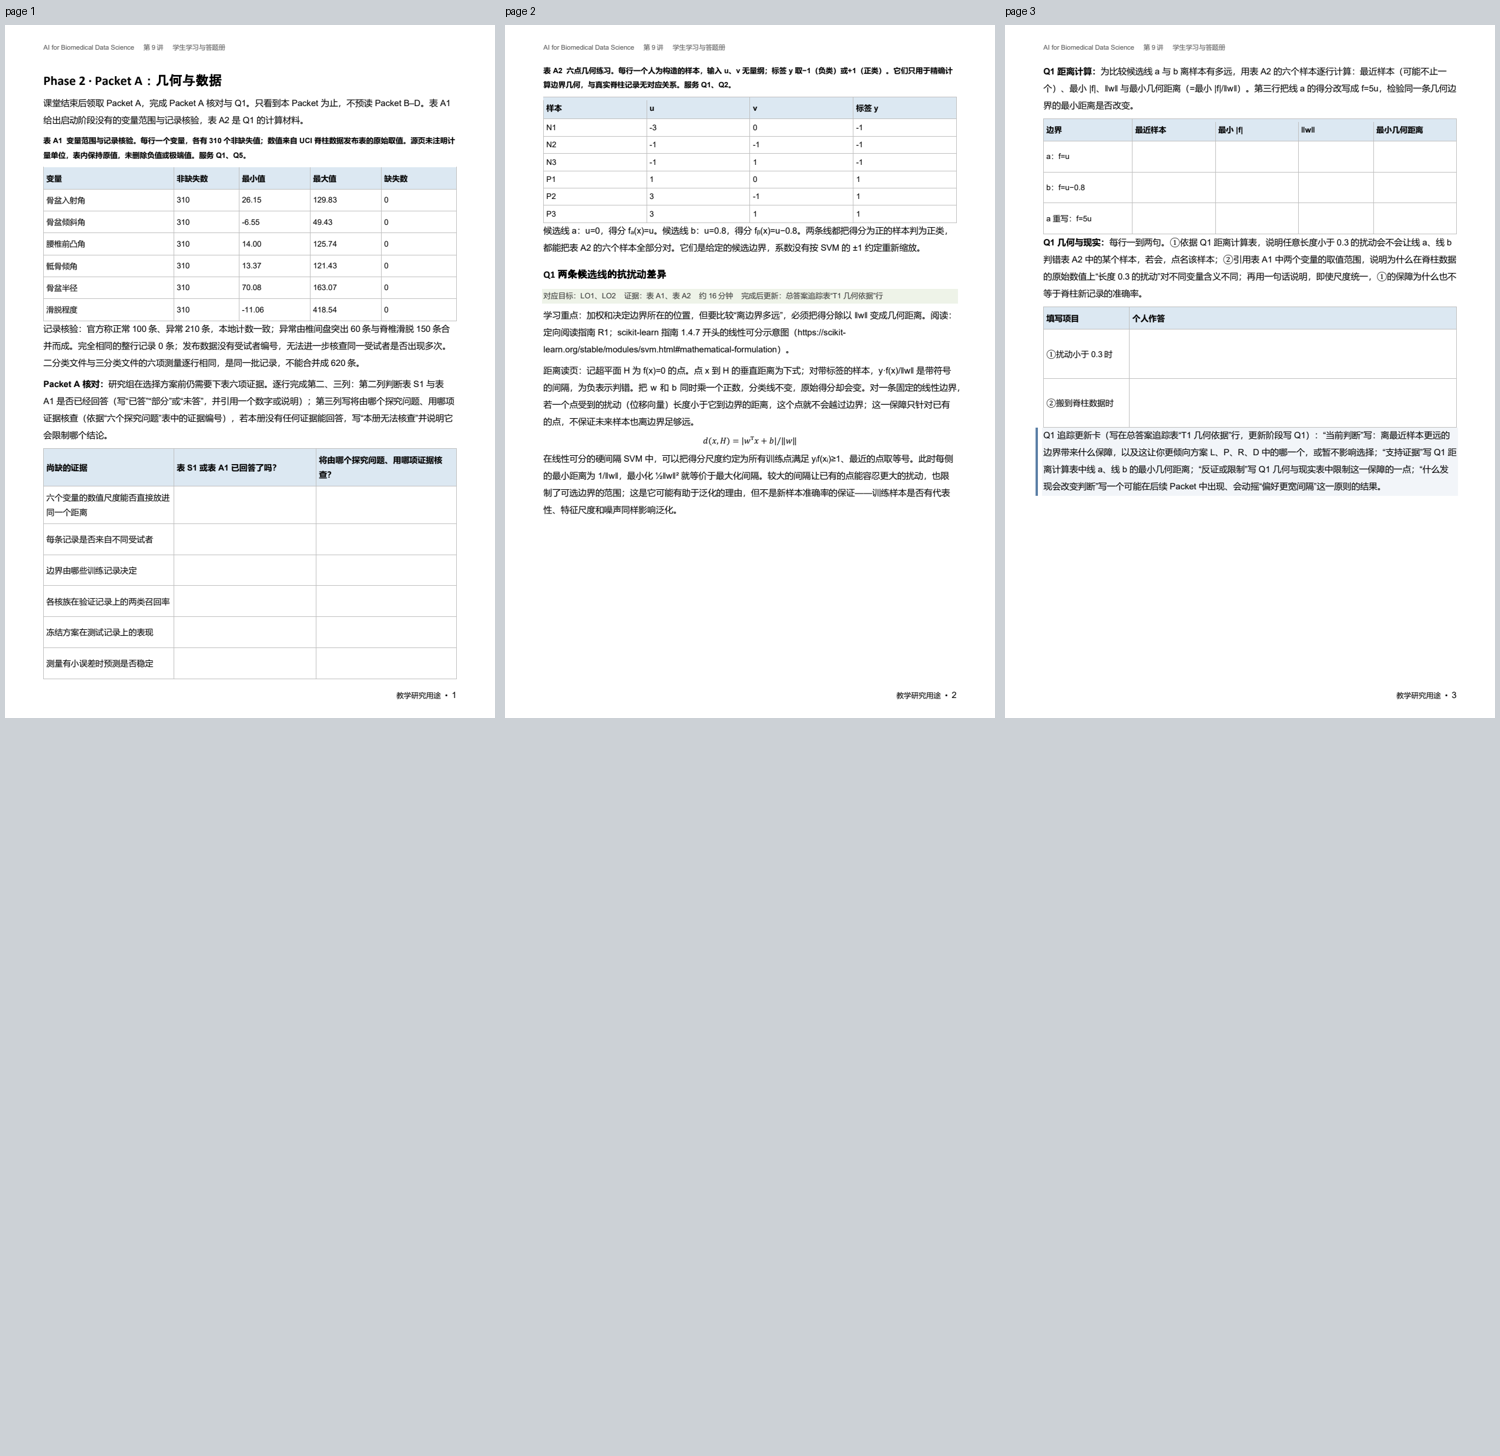 page 1
AI for Biomedical Data Science 第 9 讲 学生学习与答题册
Phase 2 · Packet A ：几何与数据
课堂结束后领取 Packet A，完成 Packet A 核对与 Q1。只看到本 Packet 为止，不预读 Packet B–D。表 A1
给出启动阶段没有的变量范围与记录核验，表 A2 是 Q1 的计算材料。
表 A1 变量范围与记录核验。每行一个变量，各有 310 个非缺失值；数值来自 UCI 脊柱数据发布表的原始取值。源页未注明计
量单位，表内保持原值，未删除负值或极端值。服务 Q1、Q5。
变量 非缺失数 最小值 最大值 缺失数
骨盆入射角 310 26.15 129.83 0
骨盆倾斜角 310 -6.55 49.43 0
腰椎前凸角 310 14.00 125.74 0
骶骨倾角 310 13.37 121.43 0
骨盆半径 310 70.08 163.07 0
滑脱程度 310 -11.06 418.54 0
记录核验：官方称正常 100 条、异常 210 条，本地计数一致；异常由椎间盘突出 60 条与脊椎滑脱 150 条合
并而成。完全相同的整行记录 0 条；发布数据没有受试者编号，无法进一步核查同一受试者是否出现多次。
二分类文件与三分类文件的六项测量逐行相同，是同一批记录，不能合并成 620 条。
Packet A 核对：研究组在选择方案前仍需要下表六项证据。逐行完成第二、三列：第二列判断表 S1 与表
A1 是否已经回答（写“已答”“部分”或“未答”，并引用一个数字或说明）；第三列写将由哪个探究问题、用哪项
证据核查（依据“六个探究问题”表中的证据编号），若本册没有任何证据能回答，写“本册无法核查”并说明它
会限制哪个结论。
尚缺的证据 表 S1 或表 A1 已回答了吗？ 将由哪个探究问题、用哪项证据核
查？
六个变量的数值尺度能否直接放进
同一个距离
每条记录是否来自不同受试者
边界由哪些训练记录决定
各核族在验证记录上的两类召回率
冻结方案在测试记录上的表现
测量有小误差时预测是否稳定
教学研究用途 • 1
page 2
AI for Biomedical Data Science 第 9 讲 学生学习与答题册
表 A2 六点几何练习。每行一个人为构造的样本，输入 u、v 无量纲；标签 y 取−1（负类）或+1（正类）。它们只用于精确计
算边界几何，与真实脊柱记录无对应关系。服务 Q1、Q2。
样本 u v 标签 y
N1 -3 0 -1
N2 -1 -1 -1
N3 -1 1 -1
P1 1 0 1
P2 3 -1 1
P3 3 1 1
候选线 a：u=0，得分 fₐ(x)=u。候选线 b：u=0.8，得分 fᵦ(x)=u−0.8。两条线都把得分为正的样本判为正类，
都能把表 A2 的六个样本全部分对。它们是给定的候选边界，系数没有按 SVM 的 ±1 约定重新缩放。
Q1 两条候选线的抗扰动差异
对应目标：LO1、LO2 证据：表 A1、表 A2 约 16 分钟 完成后更新：总答案追踪表“T1 几何依据”行
学习重点：加权和决定边界所在的位置，但要比较“离边界多远”，必须把得分除以 ‖w‖ 变成几何距离。阅读：
定向阅读指南 R1；scikit-learn 指南 1.4.7 开头的线性可分示意图（https://scikit-
learn.org/stable/modules/svm.html#mathematical-formulation）。
距离读页：记超平面 H 为 f(x)=0 的点。点 x 到 H 的垂直距离为下式；对带标签的样本，y·f(x)/‖w‖ 是带符号
的间隔，为负表示判错。把 w 和 b 同时乘一个正数，分类线不变，原始得分却会变。对一条固定的线性边界，
若一个点受到的扰动（位移向量）长度小于它到边界的距离，这个点就不会越过边界；这一保障只针对已有
的点，不保证未来样本也离边界足够远。
d(x, H) = |wᵀx + b|/‖w‖
在线性可分的硬间隔 SVM 中，可以把得分尺度约定为所有训练点满足 yᵢf(xᵢ)≥1、最近的点取等号。此时每侧
的最小距离为 1/‖w‖，最小化 ½‖w‖² 就等价于最大化间隔。较大的间隔让已有的点能容忍更大的扰动，也限
制了可选边界的范围；这是它可能有助于泛化的理由，但不是新样本准确率的保证——训练样本是否有代表
性、特征尺度和噪声同样影响泛化。
教学研究用途 • 2
page 3
AI for Biomedical Data Science 第 9 讲 学生学习与答题册
Q1 距离计算：为比较候选线 a 与 b 离样本有多远，用表 A2 的六个样本逐行计算：最近样本（可能不止一
个）、最小 |f|、‖w‖ 与最小几何距离（=最小 |f|/‖w‖）。第三行把线 a 的得分改写成 f=5u，检验同一条几何边
界的最小距离是否改变。
边界 最近样本 最小 |f| ‖w‖ 最小几何距离
a：f=u
b：f=u−0.8
a 重写：f=5u
Q1 几何与现实：每行一到两句。①依据 Q1 距离计算表，说明任意长度小于 0.3 的扰动会不会让线 a、线 b
判错表 A2 中的某个样本，若会，点名该样本；②引用表 A1 中两个变量的取值范围，说明为什么在脊柱数据
的原始数值上“长度 0.3 的扰动”对不同变量含义不同；再用一句话说明，即使尺度统一，①的保障为什么也不
等于脊柱新记录的准确率。
填写项目 个人作答
①扰动小于 0.3 时
②搬到脊柱数据时
Q1 追踪更新卡（写在总答案追踪表“T1 几何依据”行，更新阶段写 Q1）：“当前判断”写：离最近样本更远的
边界带来什么保障，以及这让你更倾向方案 L、P、R、D 中的哪一个，或暂不影响选择；“支持证据”写 Q1 距
离计算表中线 a、线 b 的最小几何距离；“反证或限制”写 Q1 几何与现实表中限制这一保障的一点；“什么发
现会改变判断”写一个可能在后续 Packet 中出现、会动摇“偏好更宽间隔”这一原则的结果。
教学研究用途 • 3